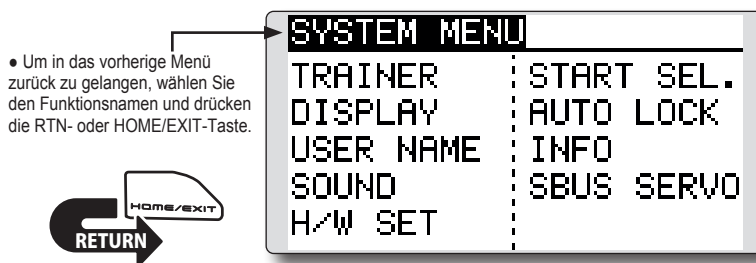 ● Um in das vorherige Menü
zurück zu gelangen, wählen Sie
den Funktionsnamen und drücken
die RTN- oder HOME/EXIT-Taste.
HOME/EXIT
RETURN
SYSTEM MENU
TRAINER
DISPLAY
USER NAME
SOUND
H/W SET
START SEL.
AUTO LOCK
INFO
SBUS SERVO